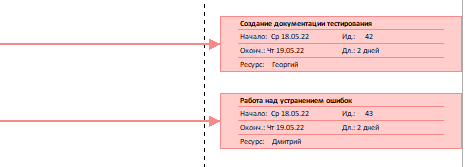 Создание документации тестирования
Начало: Ср 18.05.22 Ид.: 42
Оконч.: Чт 19.05.22 Дл.: 2 дней
Ресурс: Георгий
Работа над устранением ошибок
Начало: Ср 18.05.22 Ид.: 43
Оконч.: Чт 19.05.22 Дл.: 2 дней
Ресурс: Дмитрий